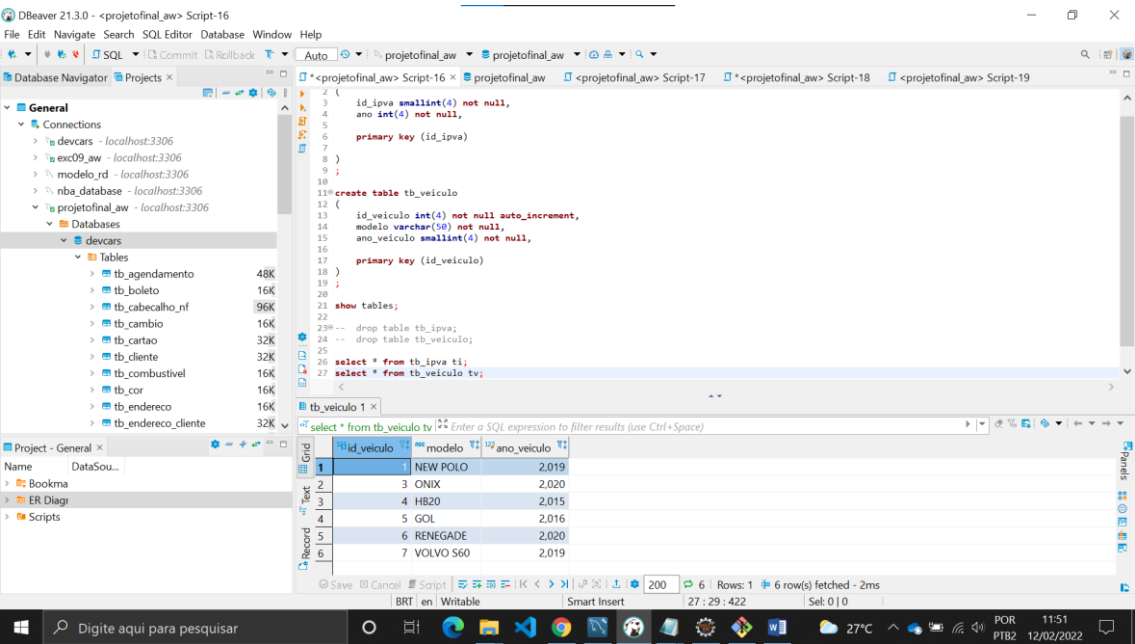 DBeaver 21.3.0 - <projetofinal_aw> Script-16
File Edit Navigate Search SQL Editor Database Window Help
SQL Commit Rollback Auto projetofinal_aw projetofinal_aw
Database Navigator Projects
*<projetofinal_aw> Script-16 projetofinal_aw <projetofinal_aw> Script-17 *<projetofinal_aw> Script-18 <projetofinal_aw> Script-19
General
Connections
devcars - localhost:3306
exc09_aw - localhost:3306
modelo_rd - localhost:3306
nba_database - localhost:3306
projetofinal_aw - localhost:3306
Databases
devcars
Tables
tb_agendamento 48K
tb_boleto 16K
tb_cabecalho_nf 96K
tb_cambio 16K
tb_cartao 32K
tb_cliente 32K
tb_combustivel 16K
tb_cor 16K
tb_endereco 16K
tb_endereco_cliente 32K
Project - General
Name DataSou...
Bookma
ER Diagr
Scripts
2 (
3 id_ipva smallint(4) not null,
4 ano int(4) not null,
5
6 primary key (id_ipva)
7
8 )
9 ;
10
11 create table tb_veiculo
12 (
13 id_veiculo int(4) not null auto_increment,
14 modelo varchar(50) not null,
15 ano_veiculo smallint(4) not null,
16
17 primary key (id_veiculo)
18 )
19 ;
20
21 show tables;
22
23 -- drop table tb_ipva;
24 -- drop table tb_veiculo;
25
26 select * from tb_ipva ti;
27 select * from tb_veiculo tv;
tb_veiculo 1
select * from tb_veiculo tv Enter a SQL expression to filter results (use Ctrl+Space)
Grid
Text
Record
Panels
id_veiculo ABC modelo 123 ano_veiculo
1 1 NEW POLO 2,019
2 3 ONIX 2,020
3 4 HB20 2,015
4 5 GOL 2,016
5 6 RENEGADE 2,020
6 7 VOLVO S60 2,019
Save Cancel Script 200 6 Rows: 1 6 row(s) fetched - 2ms
BRT en Writable Smart Insert 27 : 29 : 422 Sel: 0 | 0
Digite aqui para pesquisar
27°C
POR
PTB2
11:51
12/02/2022